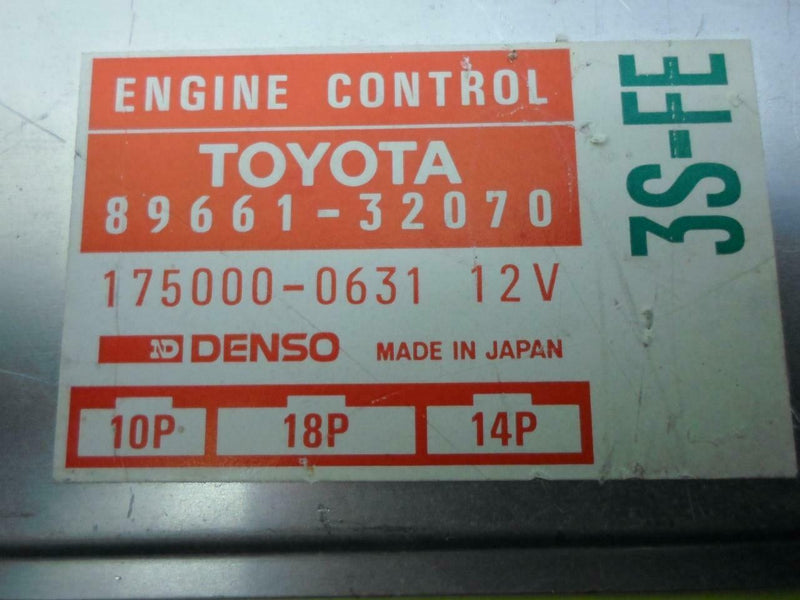 ENGINE CONTROL
TOYOTA
89661-32070
175000-0631 12V
ND DENSO MADE IN JAPAN
10P 18P 14P
3S-FE